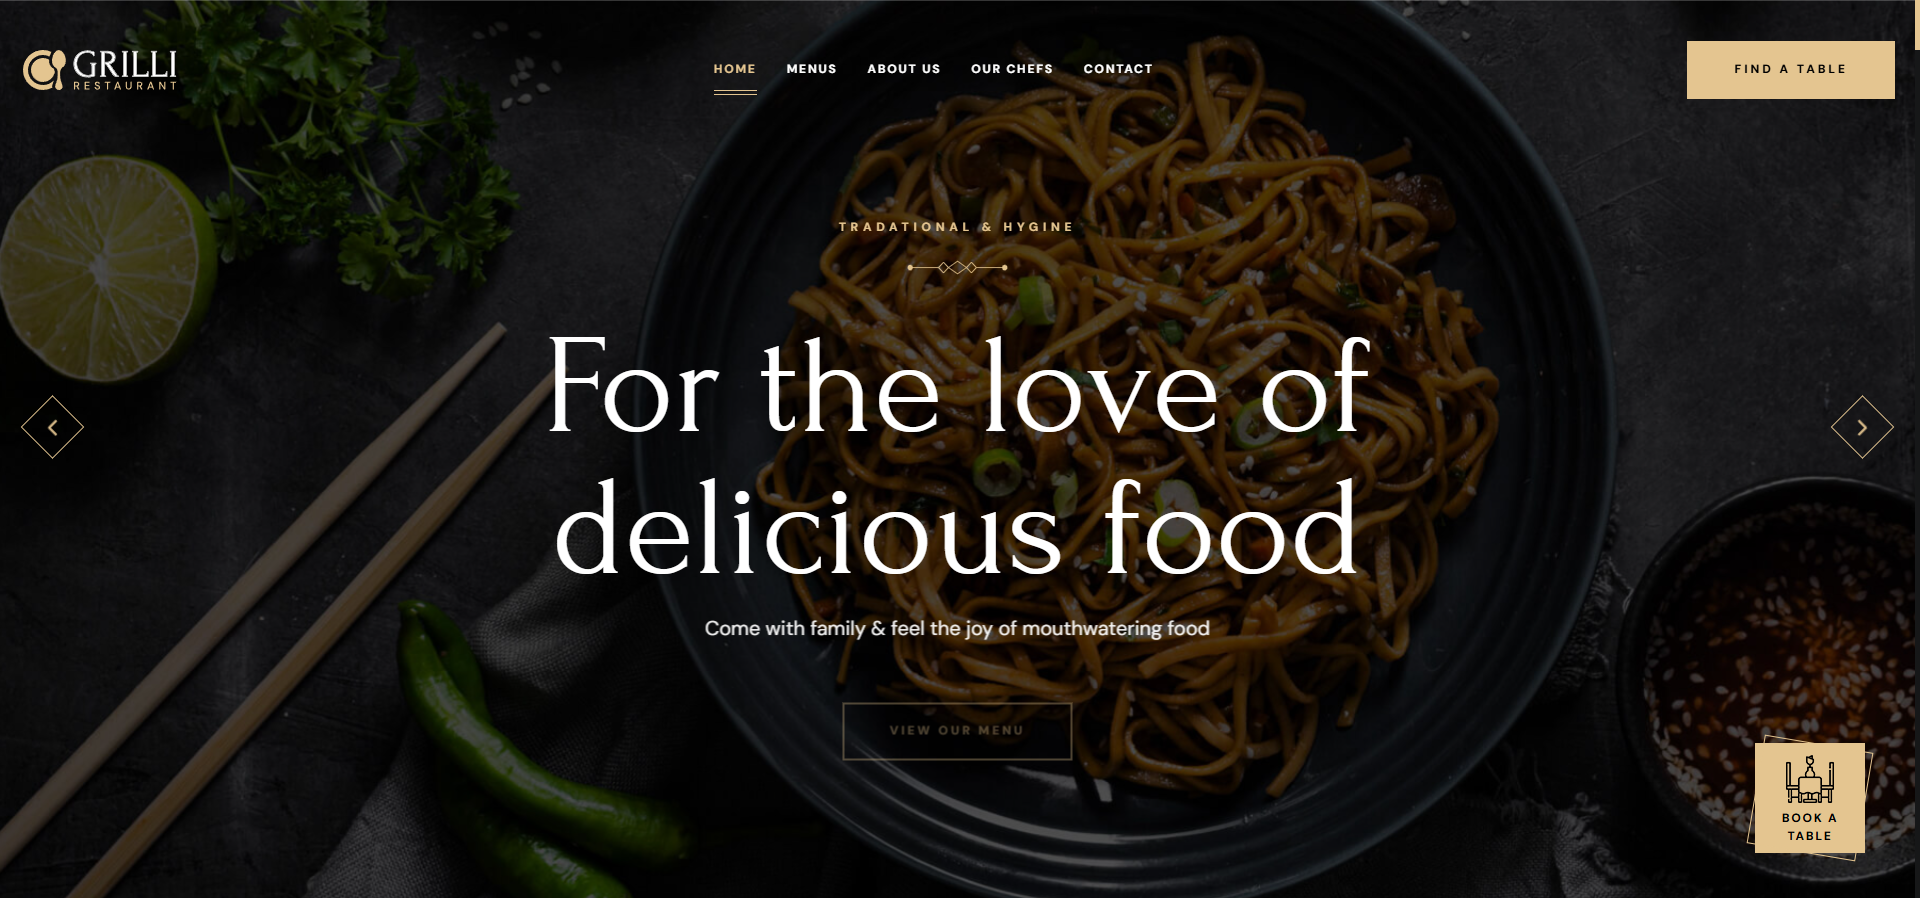 GRILLI
RESTAURANT
HOME
MENUS
ABOUT US
OUR CHEFS
CONTACT
FIND A TABLE
TRADATIONAL & HYGINE
For the love of
delicious food
Come with family & feel the joy of mouthwatering food
VIEW OUR MENU
BOOK A
TABLE